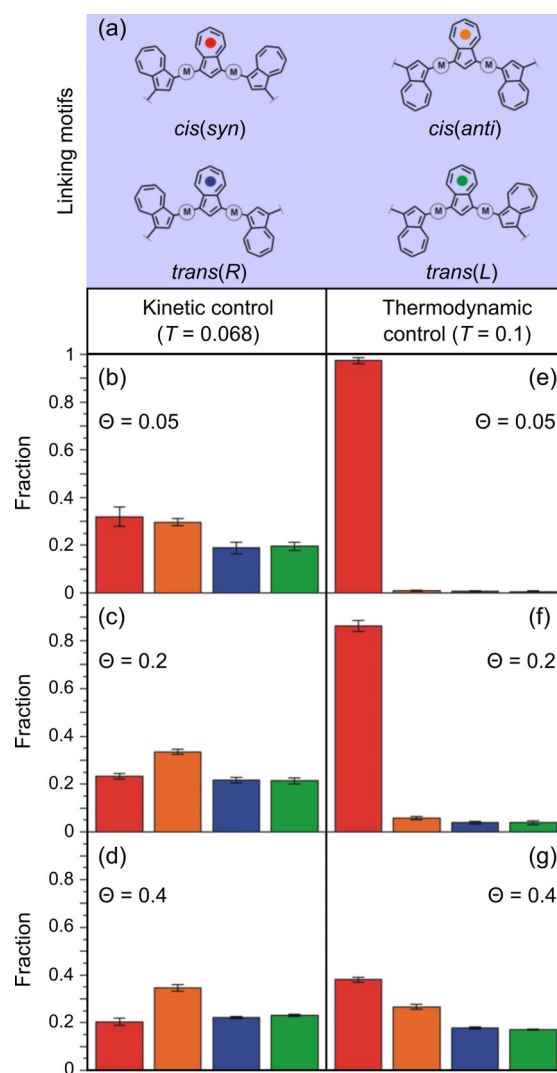 (a)
Linking motifs
M M
M M
cis(syn)
cis(anti)
M M
M M
trans(R)
trans(L)
Kinetic control
(T = 0.068)
Thermodynamic
control (T = 0.1)
1
(b)
(e)
0.8
Θ = 0.05
Θ = 0.05
0.6
Fraction
0.4
0.2
0
(c)
(f)
0.8
Θ = 0.2
Θ = 0.2
0.6
Fraction
0.4
0.2
0
(d)
(g)
0.8
Θ = 0.4
Θ = 0.4
0.6
Fraction
0.4
0.2
0